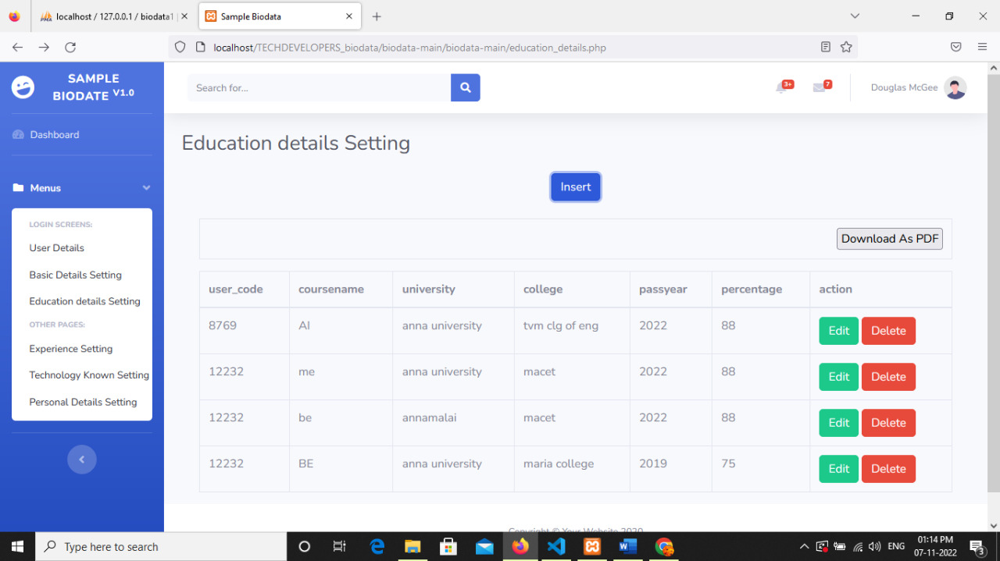 localhost / 127.0.0.1 / biodata1 |
Sample Biodata
localhost/TECHDEVELOPERS_biodata/biodata-main/biodata-main/education_details.php
SAMPLE
BIODATE V1.0
Search for...
3+
7
Douglas McGee
Dashboard
Menus
LOGIN SCREENS:
User Details
Basic Details Setting
Education details Setting
OTHER PAGES:
Experience Setting
Technology Known Setting
Personal Details Setting
Education details Setting
Insert
Download As PDF
user_code coursename university college passyear percentage action
8769 AI anna university tvm clg of eng 2022 88 Edit Delete
12232 me anna university macet 2022 88 Edit Delete
12232 be annamalai macet 2022 88 Edit Delete
12232 BE anna university maria college 2019 75 Edit Delete
Copyright © Your Website 2020
Type here to search
ENG
01:14 PM
07-11-2022
3